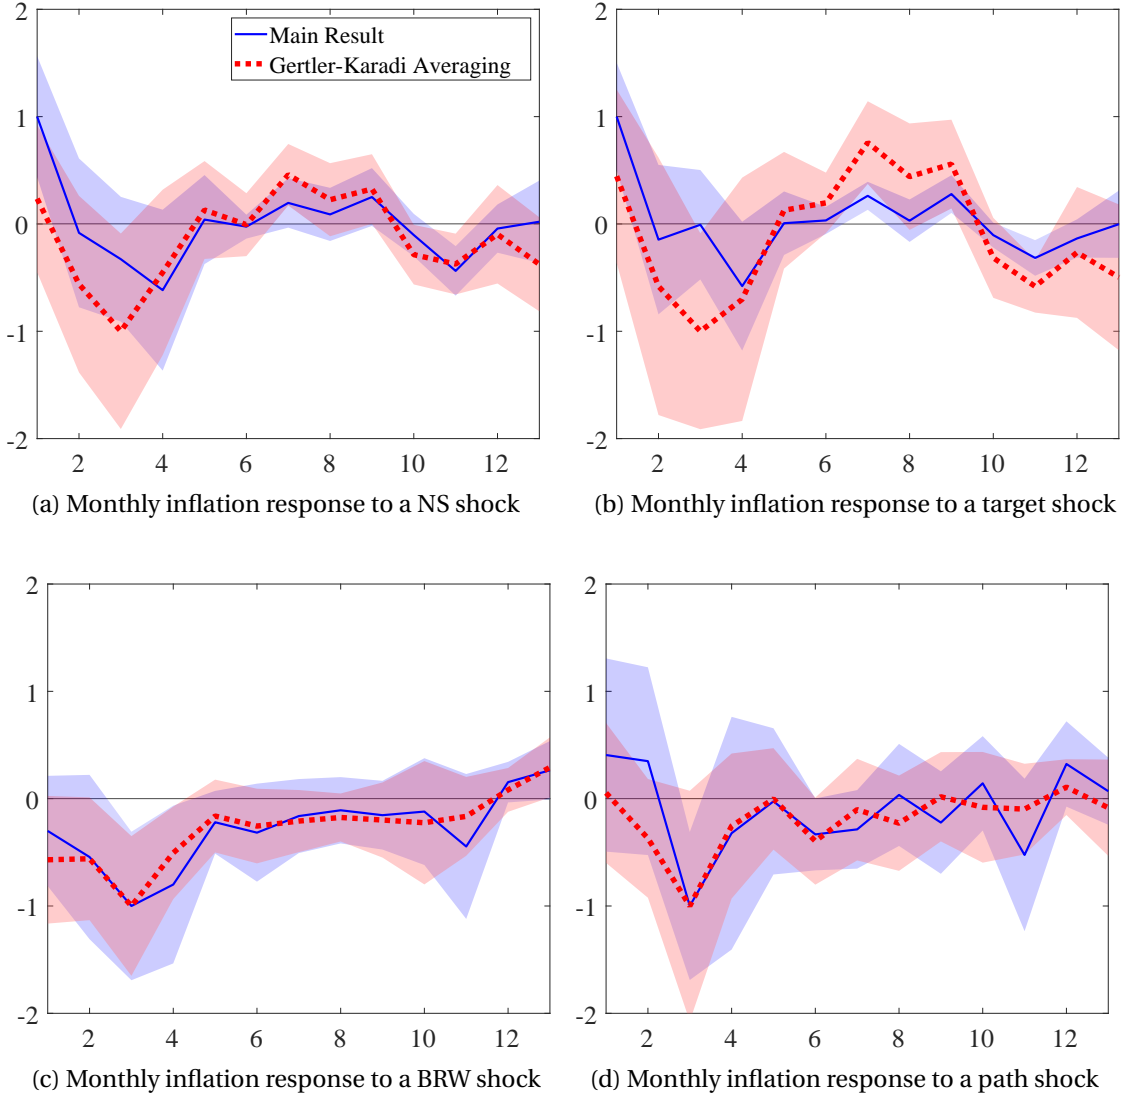 2
1
0
-1
-2
2 4 6 8 10 12
Main Result
Gertler-Karadi Averaging
(a) Monthly inflation response to a NS shock
2
1
0
-1
-2
2 4 6 8 10 12
(b) Monthly inflation response to a target shock
2
1
0
-1
-2
2 4 6 8 10 12
(c) Monthly inflation response to a BRW shock
2
1
0
-1
-2
2 4 6 8 10 12
(d) Monthly inflation response to a path shock